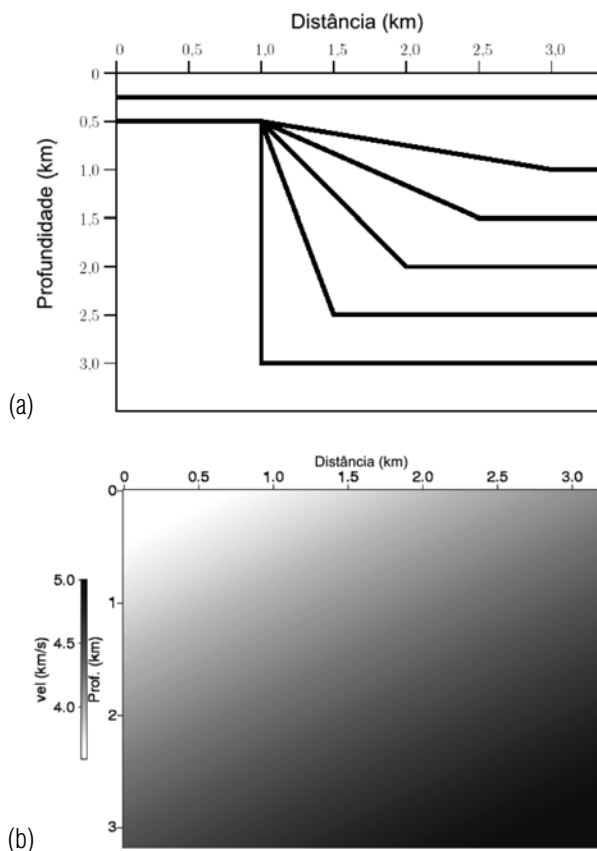 Distância (km)
0 0,5 1,0 1,5 2,0 2,5 3,0
0
0,5
1,0
1,5
2,0
2,5
3,0
Profundidade (km)
(a)
Distância (km)
0 0.5 1.0 1.5 2.0 2.5 3.0
0
1
2
3
Prof. (km)
5.0
4.5
4.0
vel (km/s)
(b)